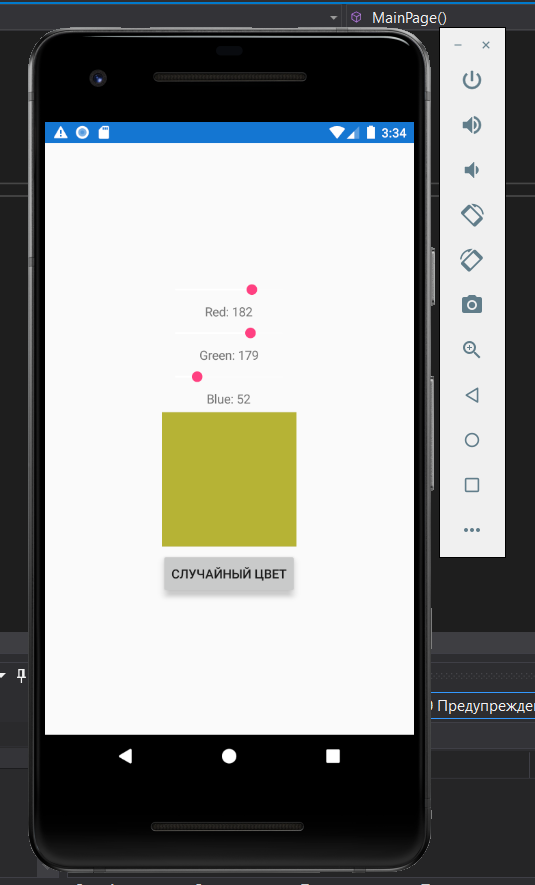 MainPage()
3:34
Red: 182
Green: 179
Blue: 52
СЛУЧАЙНЫЙ ЦВЕТ
Предупрежде